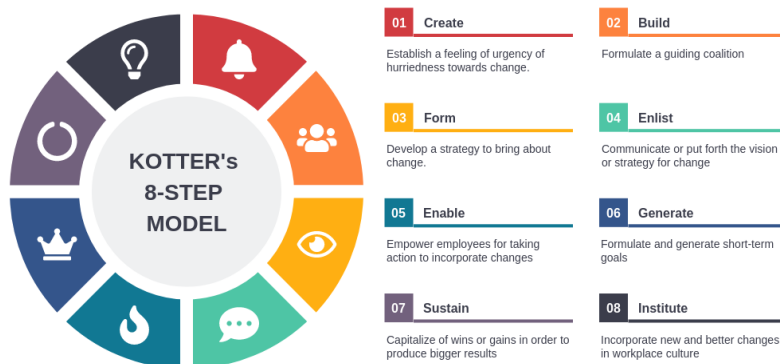 KOTTER's
8-STEP
MODEL
01 Create
Establish a feeling of urgency of
hurriedness towards change.
02 Build
Formulate a guiding coalition
03 Form
Develop a strategy to bring about
change.
04 Enlist
Communicate or put forth the vision
or strategy for change
05 Enable
Empower employees for taking
action to incorporate changes
06 Generate
Formulate and generate short-term
goals
07 Sustain
Capitalize of wins or gains in order to
produce bigger results
08 Institute
Incorporate new and better changes
in workplace culture